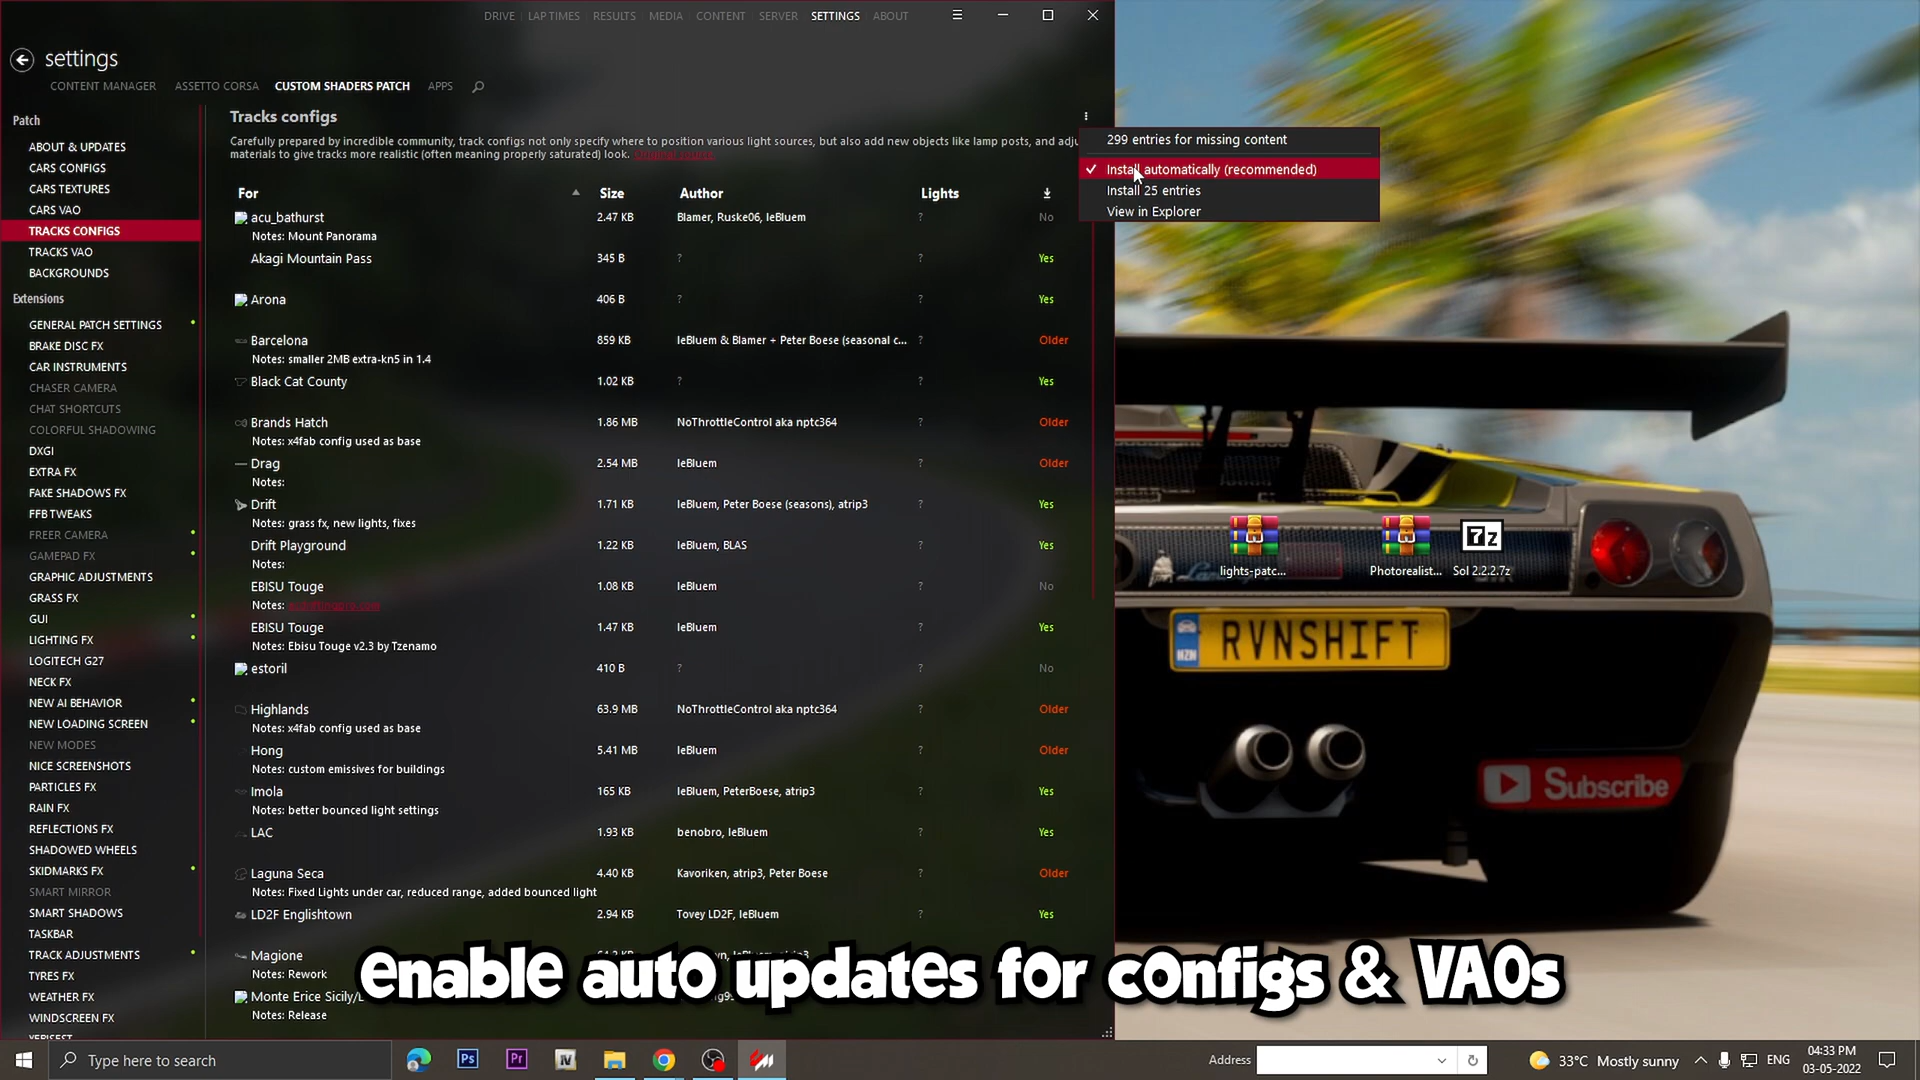 DRIVE LAP TIMES RESULTS MEDIA CONTENT SERVER SETTINGS ABOUT
settings
CONTENT MANAGER ASSETTO CORSA CUSTOM SHADERS PATCH APPS
Patch
ABOUT & UPDATES
CARS CONFIGS
CARS TEXTURES
CARS VAO
TRACKS CONFIGS
TRACKS VAO
BACKGROUNDS
Extensions
GENERAL PATCH SETTINGS
BRAKE DISC FX
CAR INSTRUMENTS
CHASER CAMERA
CHAT SHORTCUTS
COLORFUL SHADOWING
DXGI
EXTRA FX
FAKE SHADOWS FX
FFB TWEAKS
FREER CAMERA
GAMEPAD FX
GRAPHIC ADJUSTMENTS
GRASS FX
GUI
LIGHTING FX
LOGITECH G27
NECK FX
NEW AI BEHAVIOR
NEW LOADING SCREEN
NEW MODES
NICE SCREENSHOTS
PARTICLES FX
RAIN FX
REFLECTIONS FX
SHADOWED WHEELS
SKIDMARKS FX
SMART MIRROR
SMART SHADOWS
TASKBAR
TRACK ADJUSTMENTS
TYRES FX
WEATHER FX
WINDSCREEN FX
Tracks configs
Carefully prepared by incredible community, track configs not only specify where to position various light sources, but also add new objects like lamp posts, and adju
materials to give tracks more realistic (often meaning properly saturated) look. Original source.
For Size Author Lights
acu_bathurst 2.47 KB Blamer, Ruske06, leBluem ? No
Notes: Mount Panorama
Akagi Mountain Pass 345 B ? ? Yes
Arona 406 B ? ? Yes
Barcelona 859 KB leBluem & Blamer + Peter Boese (seasonal c... ? Older
Notes: smaller 2MB extra-kn5 in 1.4
Black Cat County 1.02 KB ? ? Yes
Brands Hatch 1.86 MB NoThrottleControl aka nptc364 ? Older
Notes: x4fab config used as base
Drag 2.54 MB leBluem ? Older
Notes:
Drift 1.71 KB leBluem, Peter Boese (seasons), atrip3 ? Yes
Notes: grass fx, new lights, fixes
Drift Playground 1.22 KB leBluem, BLAS ? Yes
Notes:
EBISU Touge 1.08 KB leBluem ? No
Notes:
EBISU Touge 1.47 KB leBluem ? Yes
Notes: Ebisu Touge v2.3 by Tzenamo
estoril 410 B ? ? No
Highlands 63.9 MB NoThrottleControl aka nptc364 ? Older
Notes: x4fab config used as base
Hong 5.41 MB leBluem ? Older
Notes: custom emissives for buildings
Imola 165 KB leBluem, PeterBoese, atrip3 ? Yes
Notes: better bounced light settings
LAC 1.93 KB benobro, leBluem ? Yes
Laguna Seca 4.40 KB Kavoriken, atrip3, Peter Boese ? Older
Notes: Fixed Lights under car, reduced range, added bounced light
LD2F Englishtown 2.94 KB Tovey LD2F, leBluem ? Yes
Magione
Notes: Rework
Monte Erice Sicily/
Notes: Release
299 entries for missing content
Install automatically (recommended)
Install 25 entries
View in Explorer
lights-patc... Photorealist... Sol 2.2.2.7z
7z
RVNSHIFT
HZN
Subscribe
enable auto updates for configs & VAOs
Type here to search
Ps Pr IV
Address
33°C Mostly sunny
ENG
04:33 PM
03-05-2022